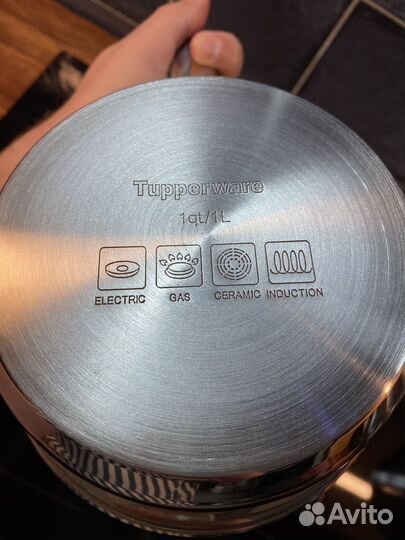 Tupperware
1qt/1L
ELECTRIC GAS CERAMIC INDUCTION
Avito